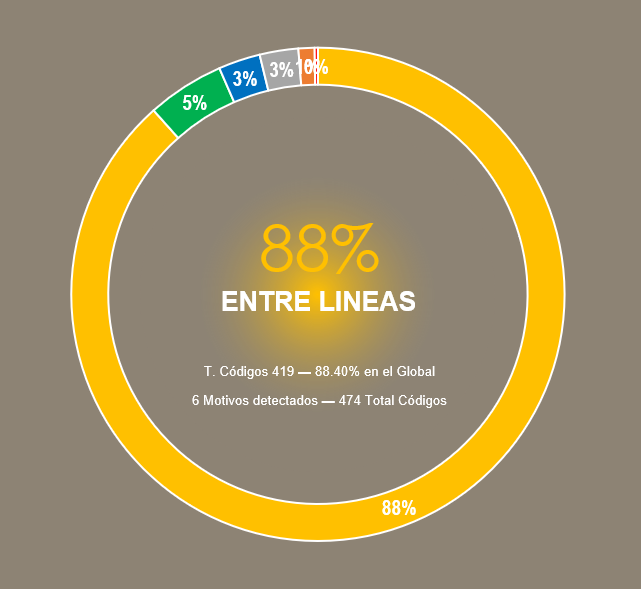 5%
3%
3%
88%
ENTRE LINEAS
T. Códigos 419 — 88.40% en el Global
6 Motivos detectados — 474 Total Códigos
88%